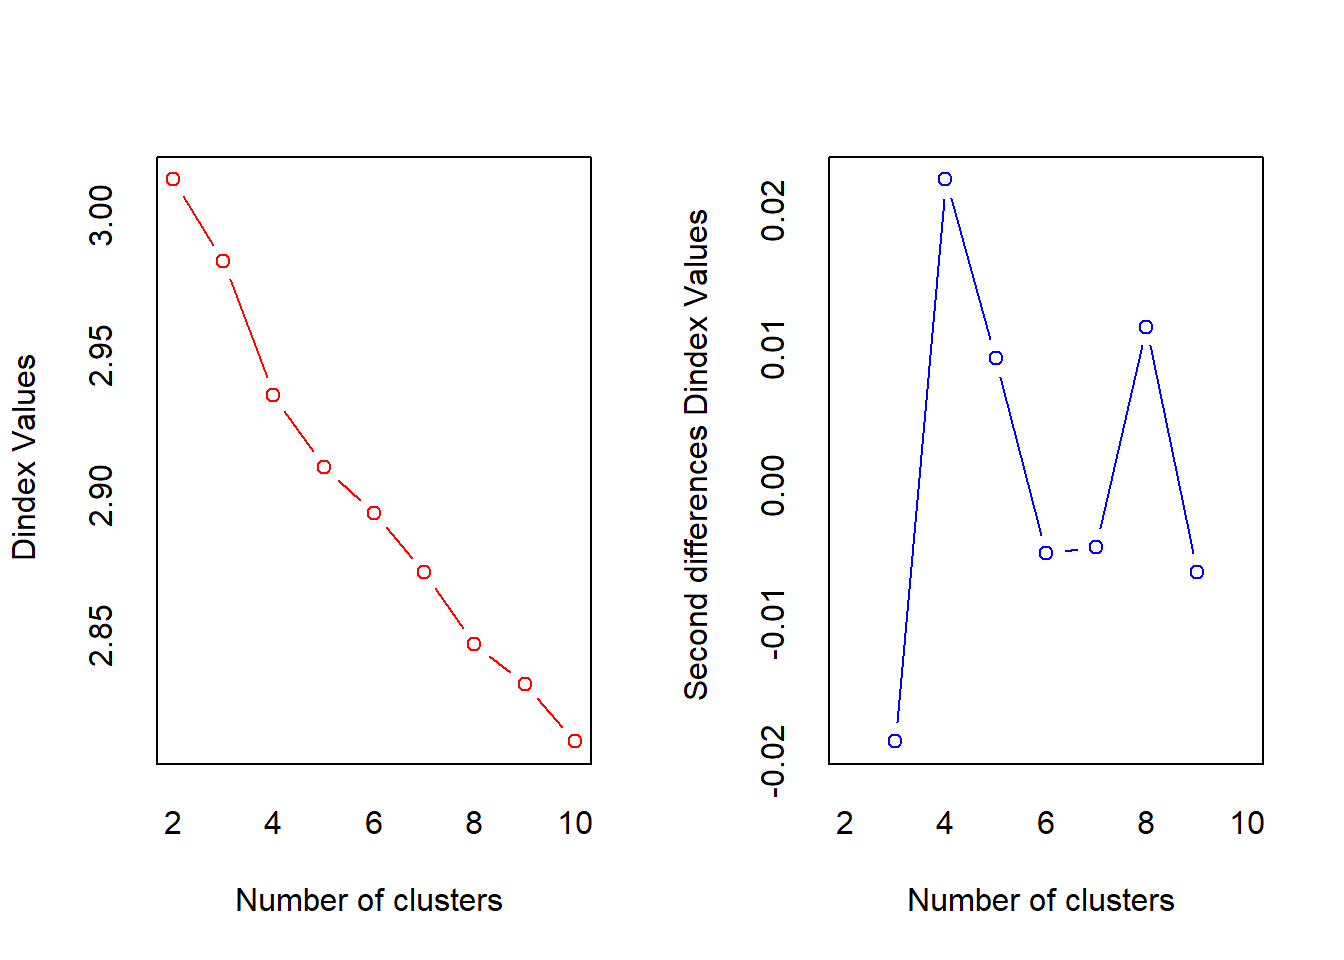 Dindex Values
3.00
2.95
2.90
2.85
2 4 6 8 10
Number of clusters
Second differences Dindex Values
0.02
0.01
0.00
-0.01
-0.02
2 4 6 8 10
Number of clusters